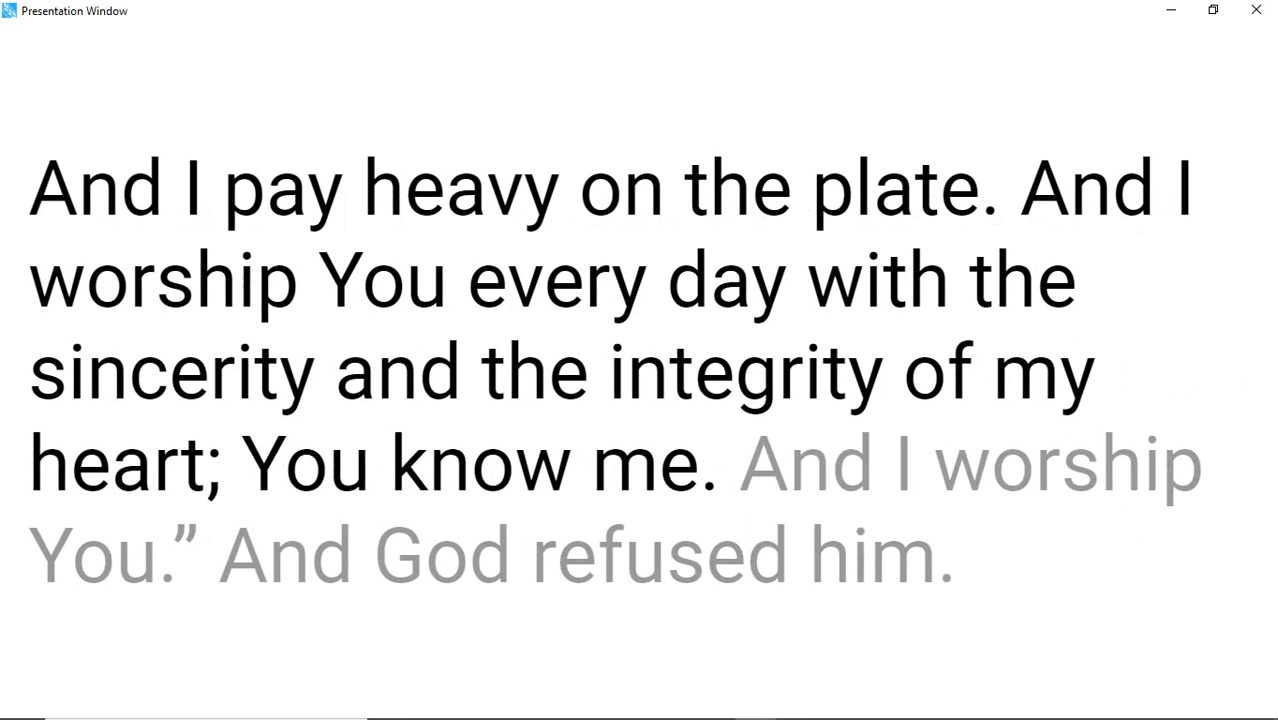 Presentation Window
And I pay heavy on the plate. And I
worship You every day with the
sincerity and the integrity of my
heart; You know me. And I worship
You.” And God refused him.